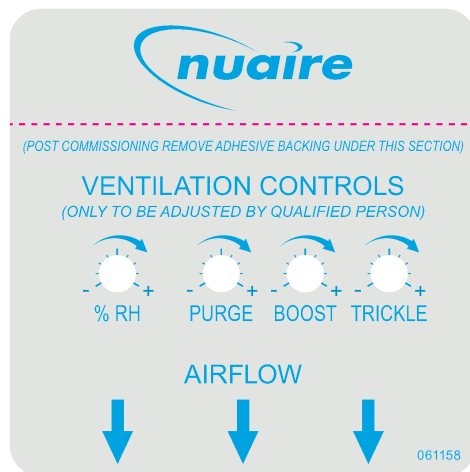 nuaire
(POST COMMISSIONING REMOVE ADHESIVE BACKING UNDER THIS SECTION)
VENTILATION CONTROLS
(ONLY TO BE ADJUSTED BY QUALIFIED PERSON)
- + - + - + - +
% RH PURGE BOOST TRICKLE
AIRFLOW
061158